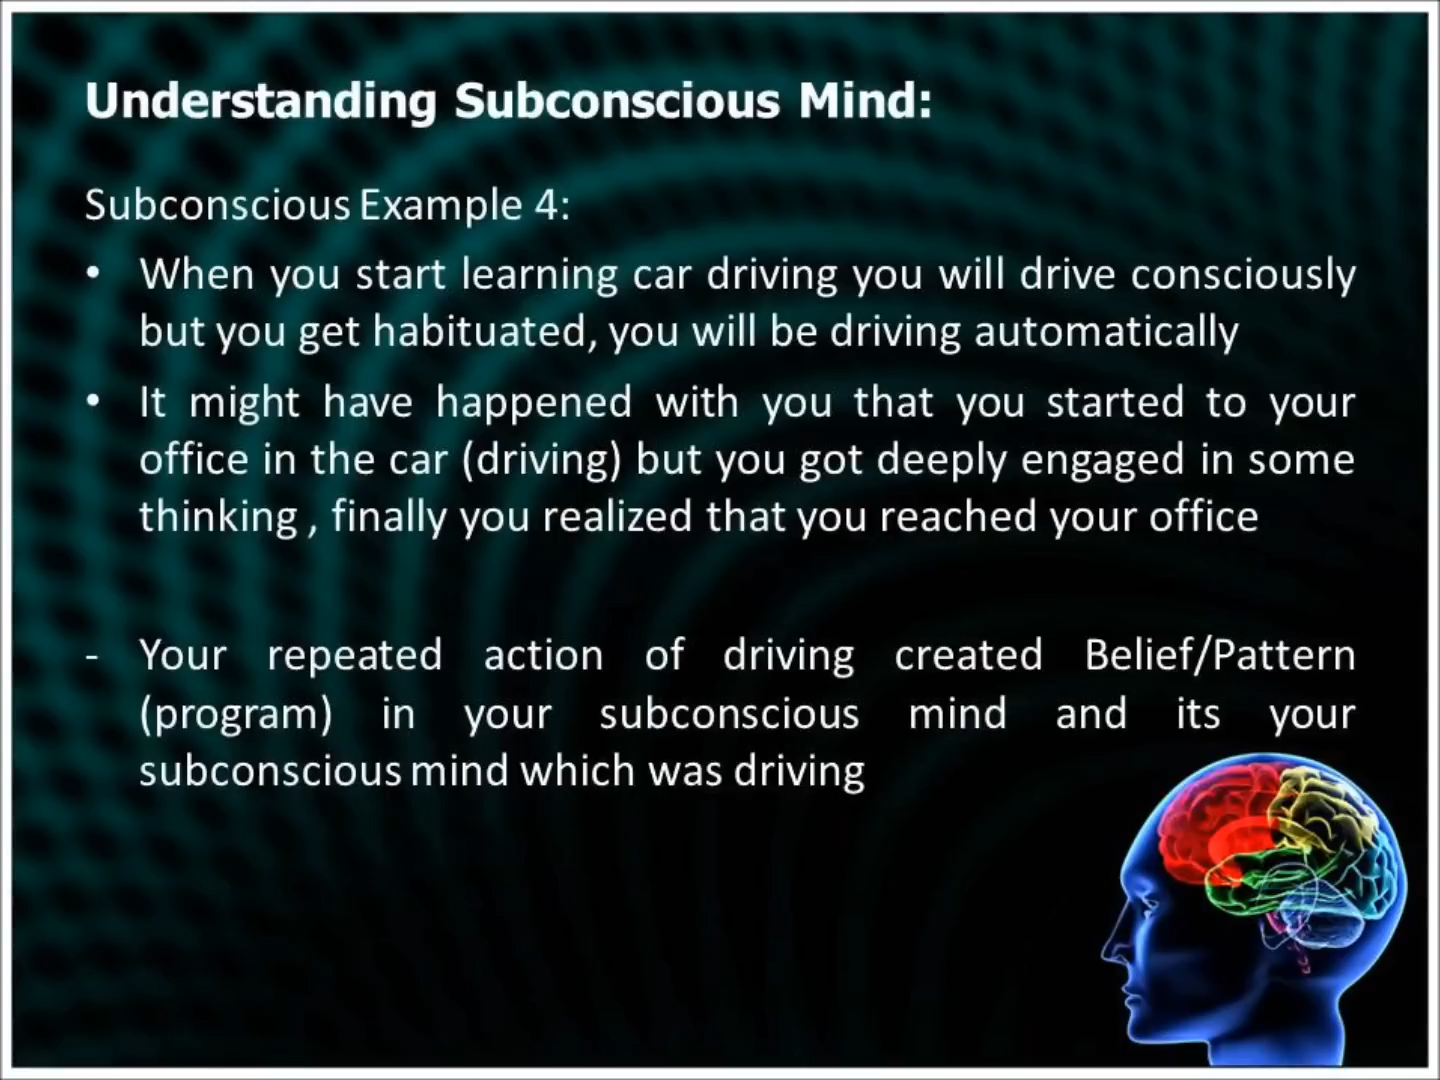 Understanding Subconscious Mind:
Subconscious Example 4:
• When you start learning car driving you will drive consciously
but you get habituated, you will be driving automatically
• It might have happened with you that you started to your
office in the car (driving) but you got deeply engaged in some
thinking , finally you realized that you reached your office
- Your repeated action of driving created Belief/Pattern
(program) in your subconscious mind and its your
subconscious mind which was driving